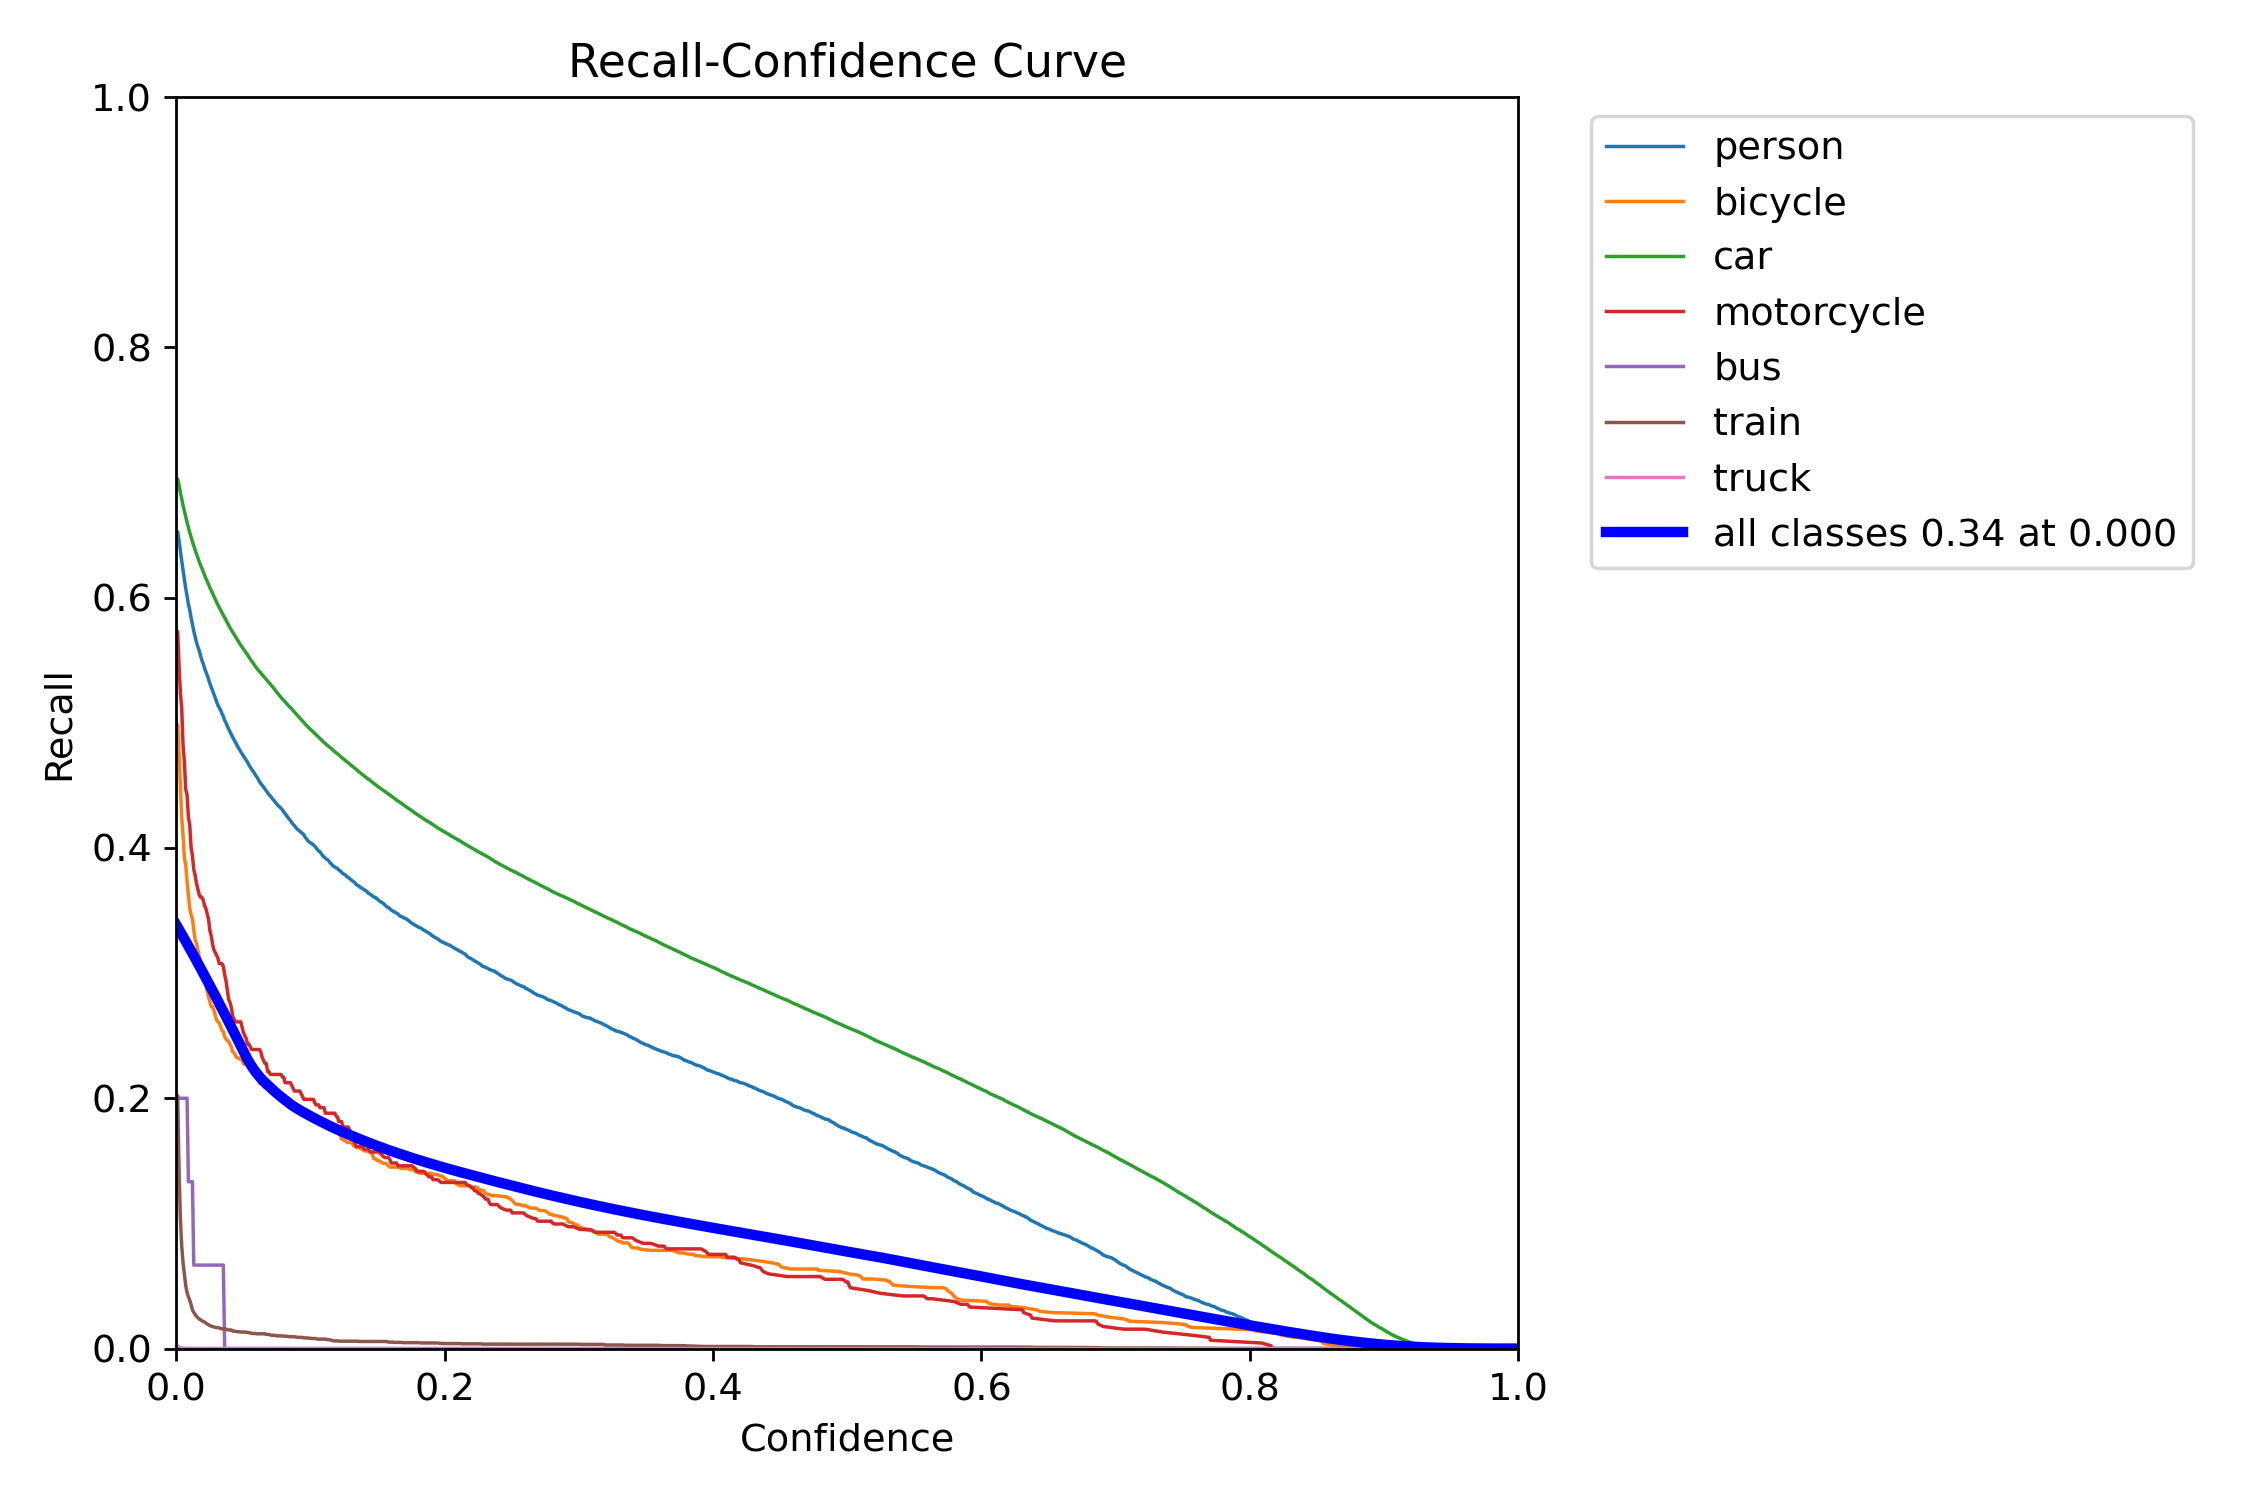 Recall-Confidence Curve
1.0
0.8
0.6
0.4
0.2
0.0
Recall
0.0 0.2 0.4 0.6 0.8 1.0
Confidence
person
bicycle
car
motorcycle
bus
train
truck
all classes 0.34 at 0.000